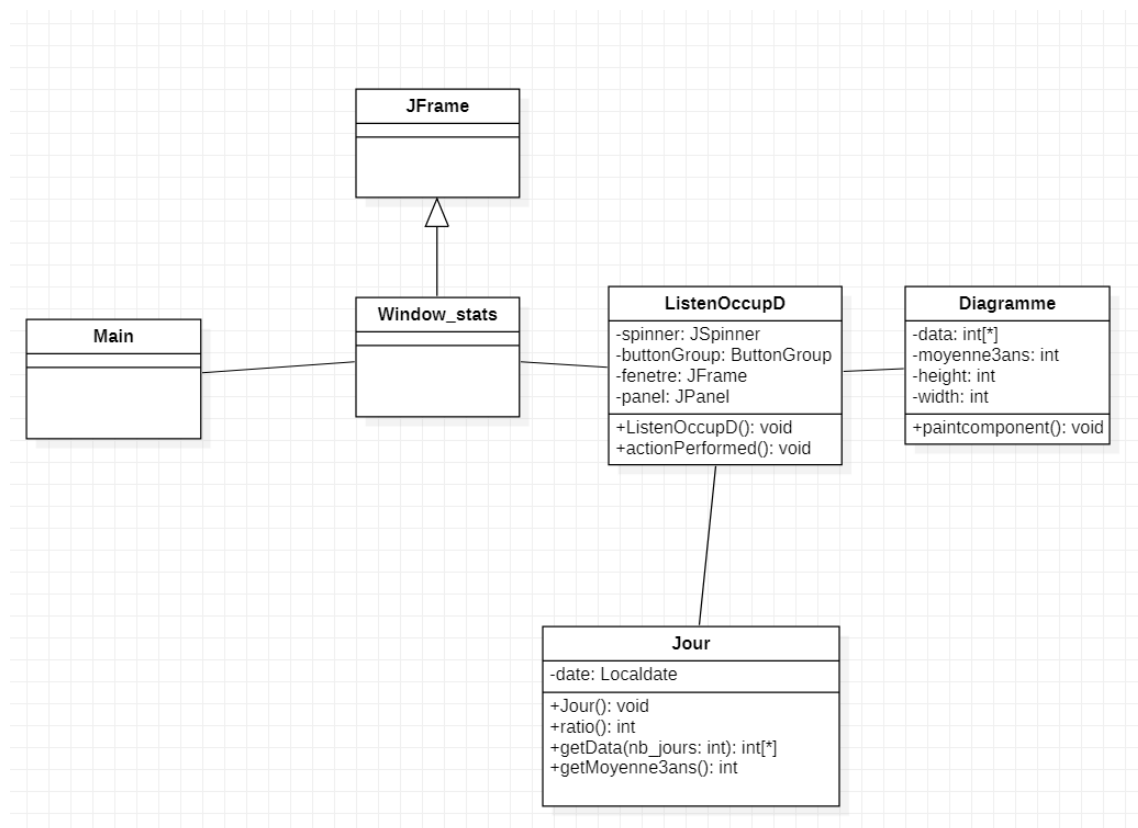 JFrame
Main
Window_stats
ListenOccupD
-spinner: JSpinner
-buttonGroup: ButtonGroup
-fenetre: JFrame
-panel: JPanel
+ListenOccupD(): void
+actionPerformed(): void
Diagramme
-data: int[*]
-moyenne3ans: int
-height: int
-width: int
+paintcomponent(): void
Jour
-date: Localdate
+Jour(): void
+ratio(): int
+getData(nb_jours: int): int[*]
+getMoyenne3ans(): int